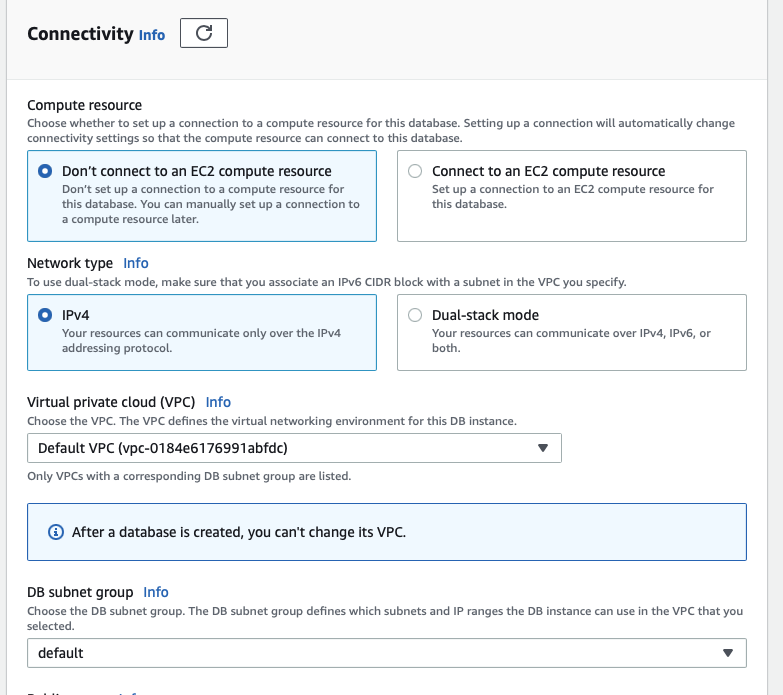 Connectivity Info
Compute resource
Choose whether to set up a connection to a compute resource for this database. Setting up a connection will automatically change
connectivity settings so that the compute resource can connect to this database.
Don’t connect to an EC2 compute resource
Don’t set up a connection to a compute resource for
this database. You can manually set up a connection to
a compute resource later.
Connect to an EC2 compute resource
Set up a connection to an EC2 compute resource for
this database.
Network type Info
To use dual-stack mode, make sure that you associate an IPv6 CIDR block with a subnet in the VPC you specify.
IPv4
Your resources can communicate only over the IPv4
addressing protocol.
Dual-stack mode
Your resources can communicate over IPv4, IPv6, or
both.
Virtual private cloud (VPC) Info
Choose the VPC. The VPC defines the virtual networking environment for this DB instance.
Default VPC (vpc-0184e6176991abfdc)
Only VPCs with a corresponding DB subnet group are listed.
After a database is created, you can't change its VPC.
DB subnet group Info
Choose the DB subnet group. The DB subnet group defines which subnets and IP ranges the DB instance can use in the VPC that you
selected.
default